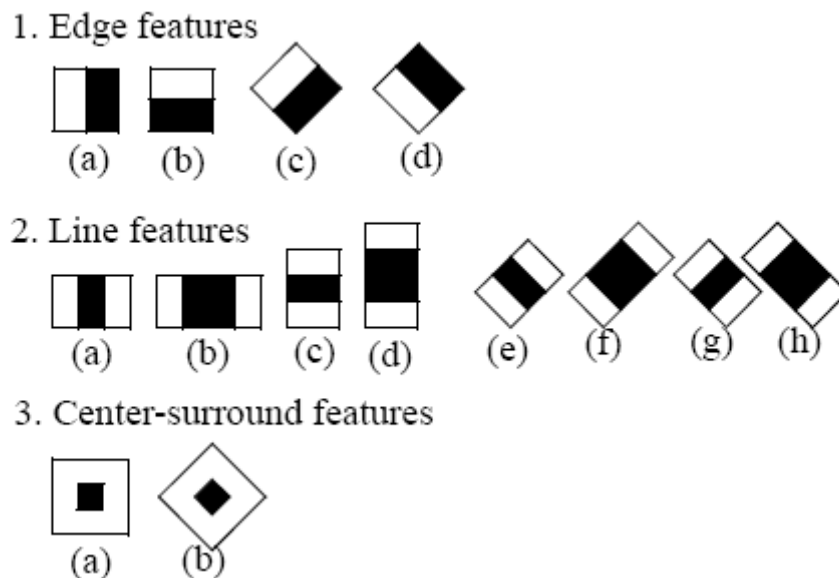 1. Edge features
(a) (b) (c) (d)
2. Line features
(a) (b) (c) (d) (e) (f) (g) (h)
3. Center-surround features
(a) (b)